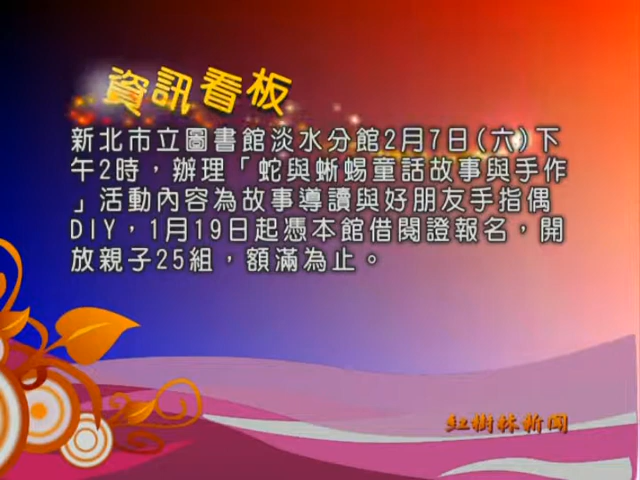 資訊看板
新北市立圖書館淡水分館2月7日(六)下
午2時，辦理「蛇與蜥蜴童話故事與手作
」活動內容為故事導讀與好朋友手指偶
DIY，1月19日起憑本館借閱證報名，開
放親子25組，額滿為止。
紅樹林新聞